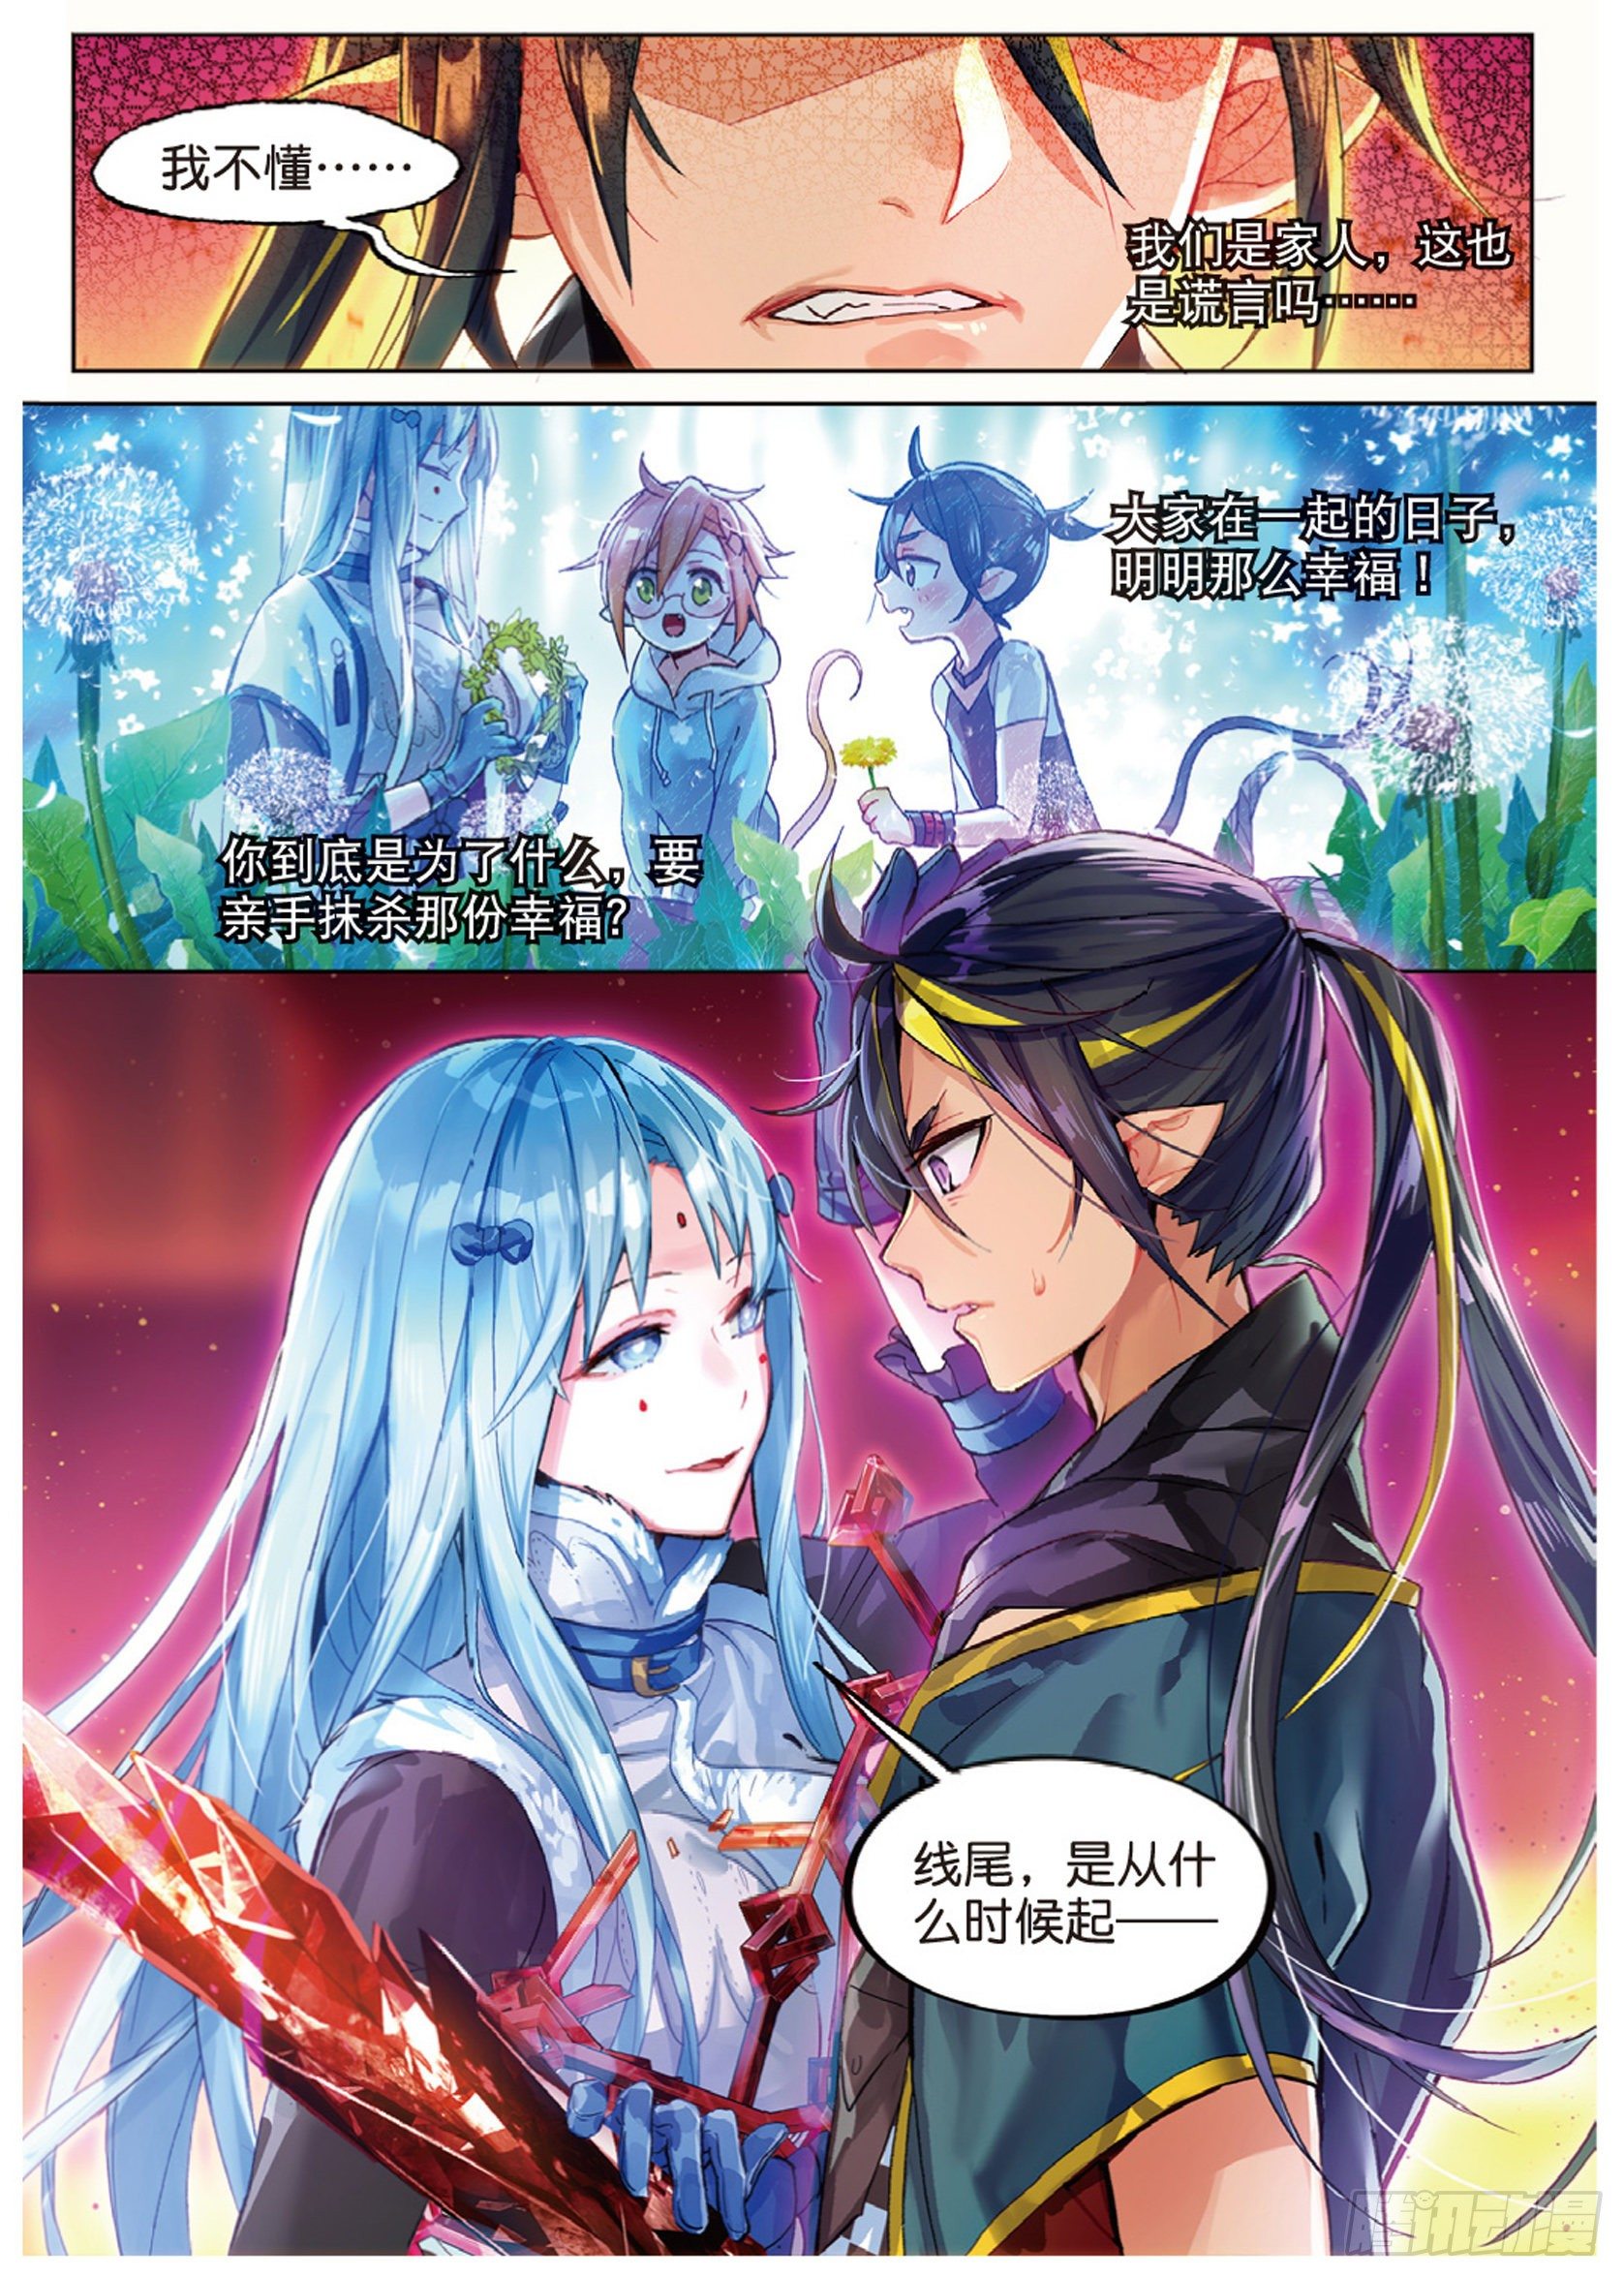 我不懂……
我们是家人，这也
是谎言吗……
大家在一起的日子，
明明那么幸福！
你到底是为了什么，要
亲手抹杀那份幸福？
线尾，是从什
么时候起——
腾讯动漫